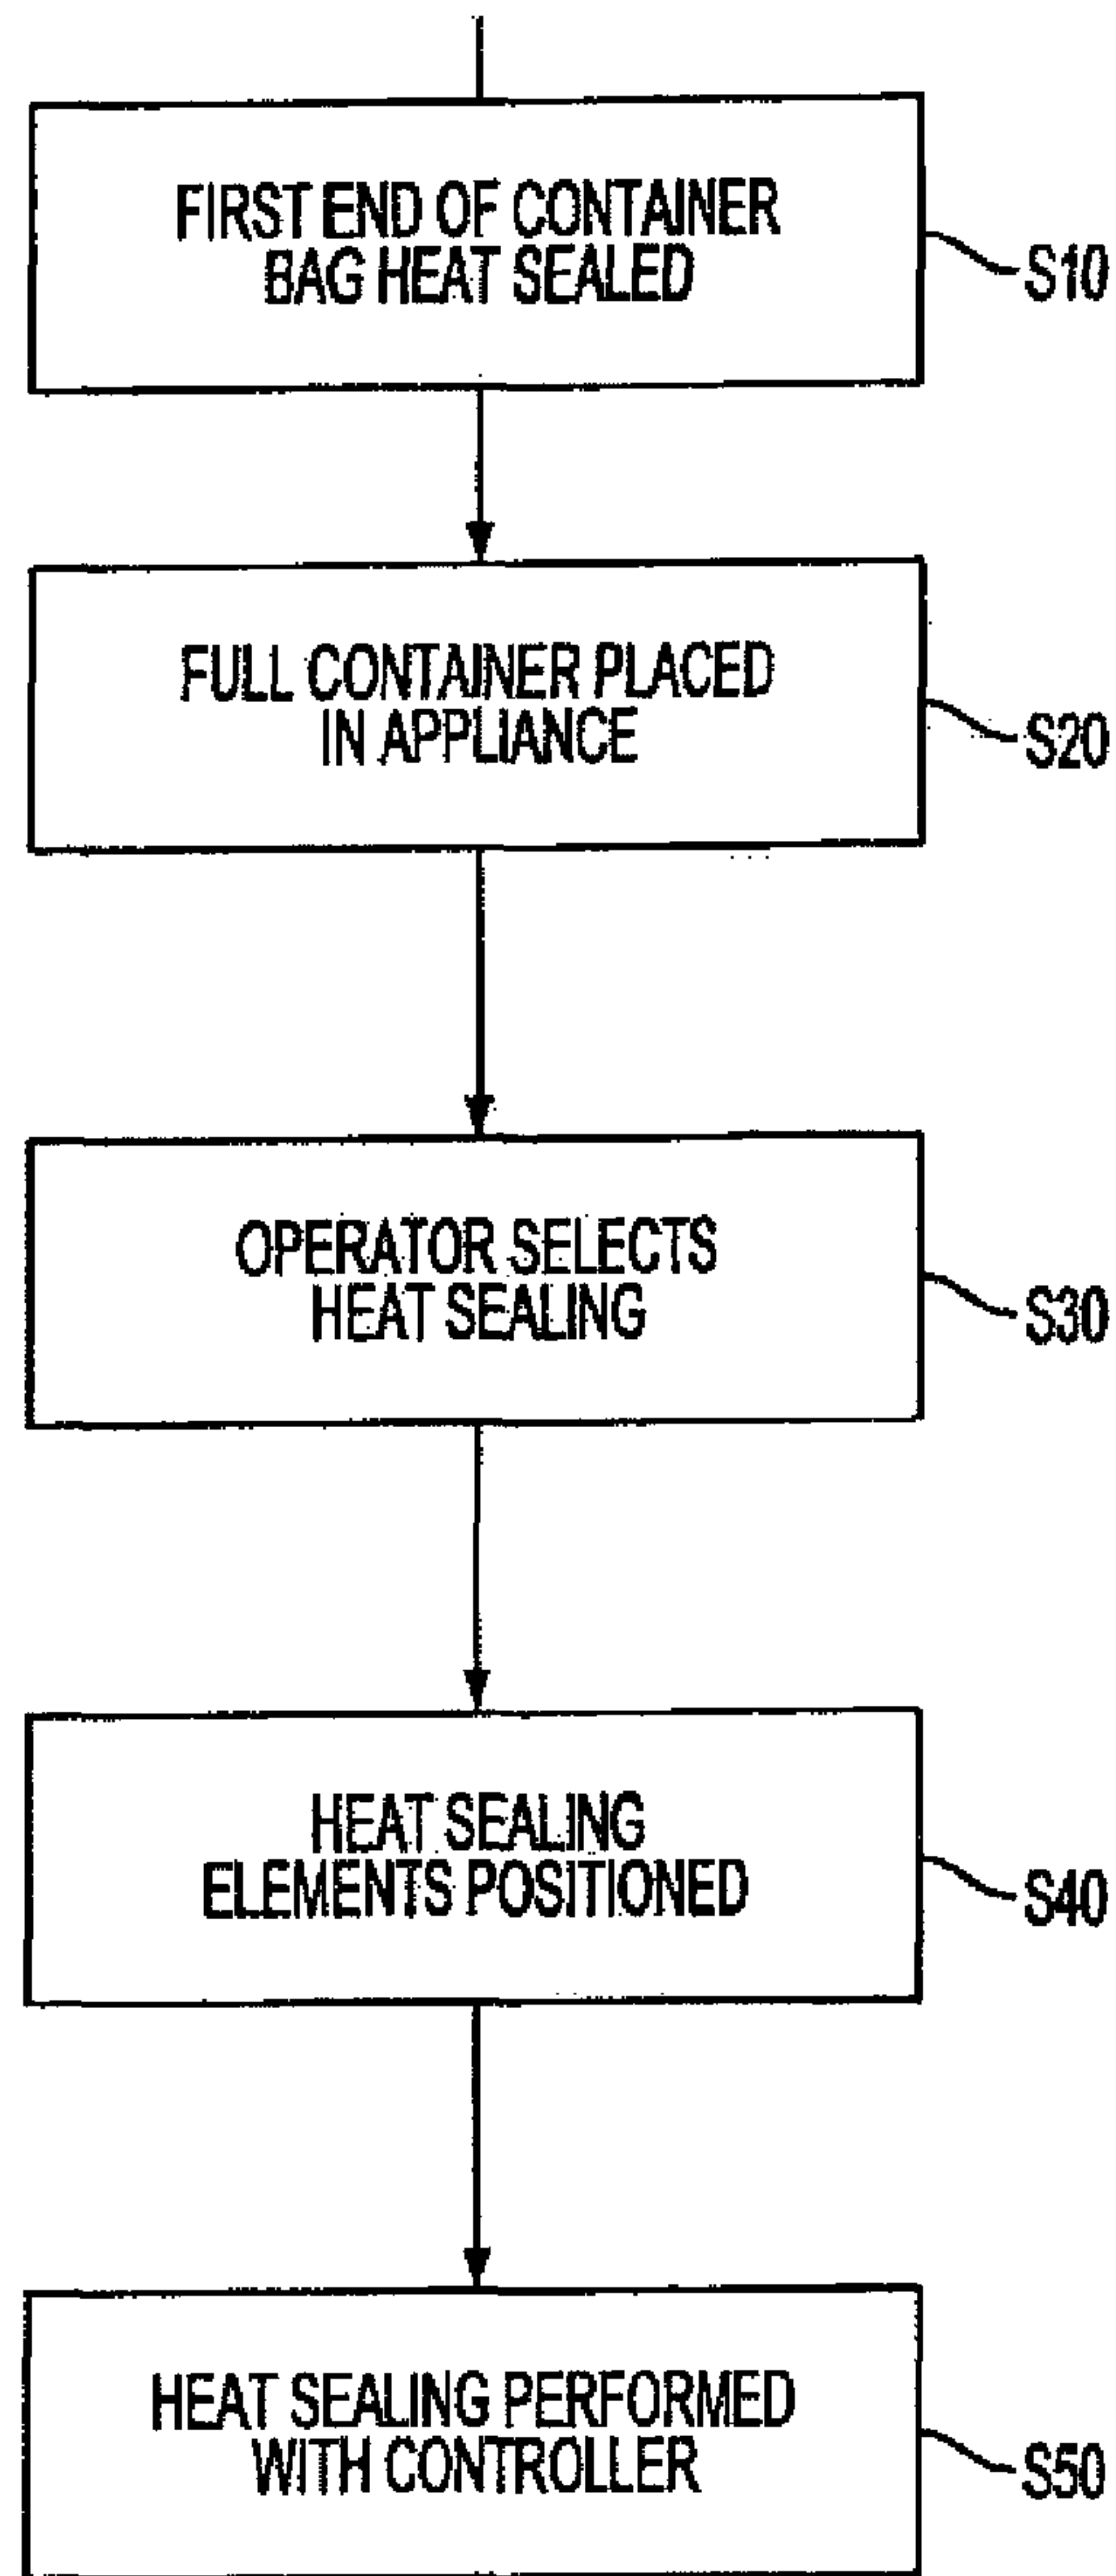 FIRST END OF CONTAINER
BAG HEAT SEALED
S10
FULL CONTAINER PLACED
IN APPLIANCE
S20
OPERATOR SELECTS
HEAT SEALING
S30
HEAT SEALING
ELEMENTS POSITIONED
S40
HEAT SEALING PERFORMED
WITH CONTROLLER
S50